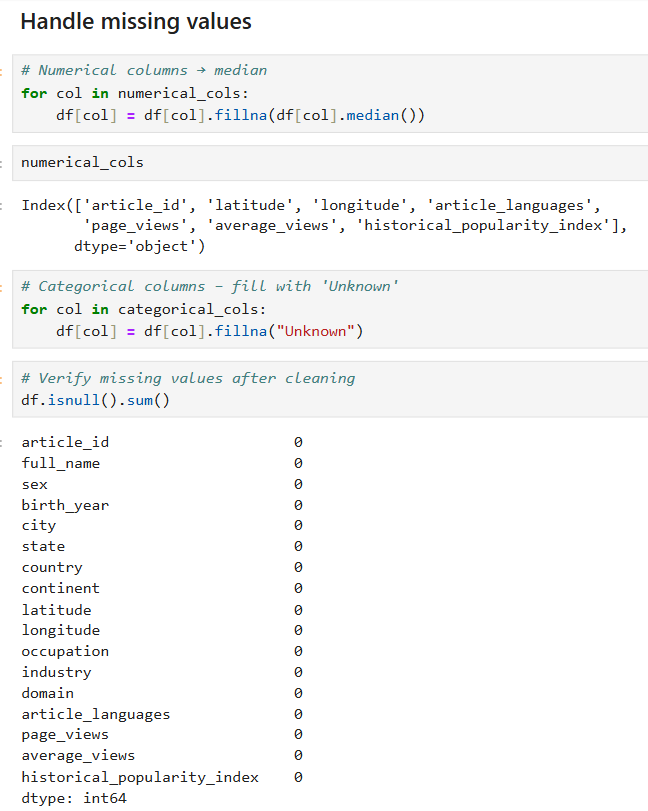 Handle missing values
# Numerical columns → median
for col in numerical_cols:
    df[col] = df[col].fillna(df[col].median())
numerical_cols
Index(['article_id', 'latitude', 'longitude', 'article_languages',
       'page_views', 'average_views', 'historical_popularity_index'],
      dtype='object')
# Categorical columns – fill with 'Unknown'
for col in categorical_cols:
    df[col] = df[col].fillna("Unknown")
# Verify missing values after cleaning
df.isnull().sum()
article_id                     0
full_name                      0
sex                            0
birth_year                     0
city                           0
state                          0
country                        0
continent                      0
latitude                       0
longitude                      0
occupation                     0
industry                       0
domain                         0
article_languages              0
page_views                     0
average_views                  0
historical_popularity_index    0
dtype: int64